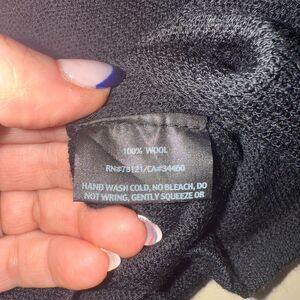 100% WOOL
RN#78121/CA#34460
HAND WASH COLD, NO BLEACH, DO
NOT WRING, GENTLY SQUEEZE OR